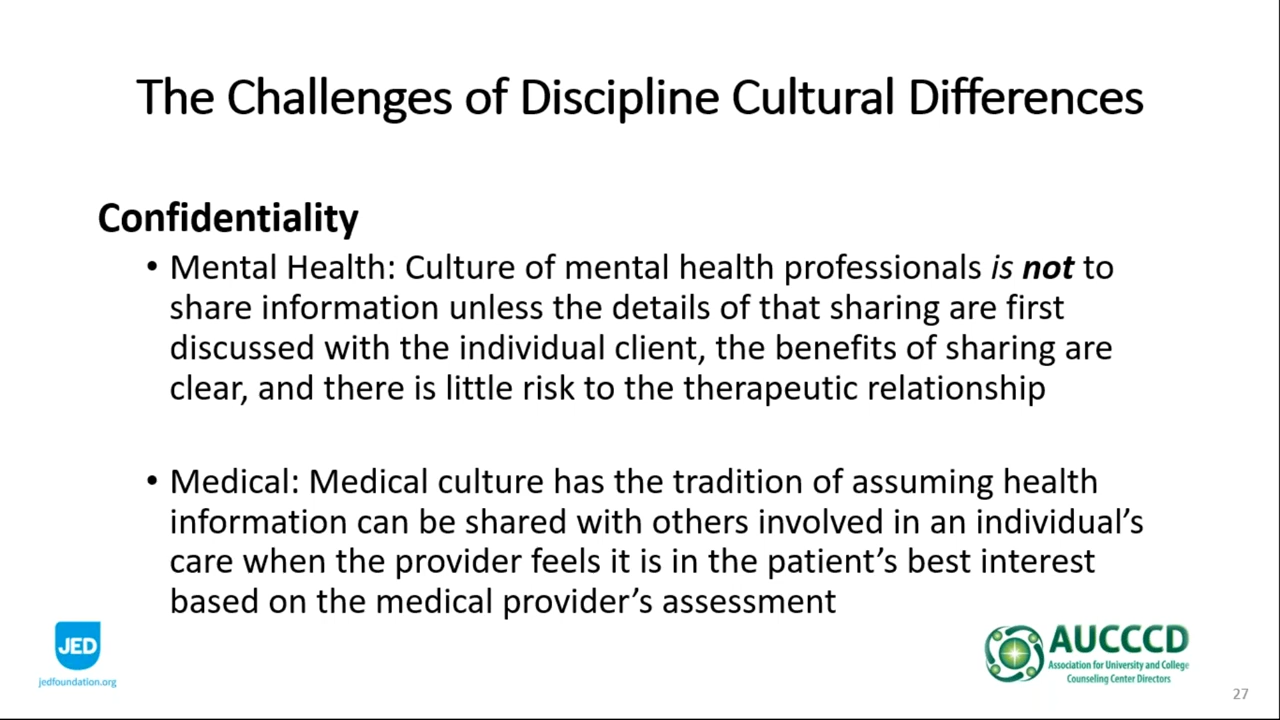 The Challenges of Discipline Cultural Differences
Confidentiality
• Mental Health: Culture of mental health professionals is not to
share information unless the details of that sharing are first
discussed with the individual client, the benefits of sharing are
clear, and there is little risk to the therapeutic relationship
• Medical: Medical culture has the tradition of assuming health
information can be shared with others involved in an individual’s
care when the provider feels it is in the patient’s best interest
based on the medical provider’s assessment
JED
jedfoundation.org
AUCCCD
Association for University and College
Counseling Center Directors
27